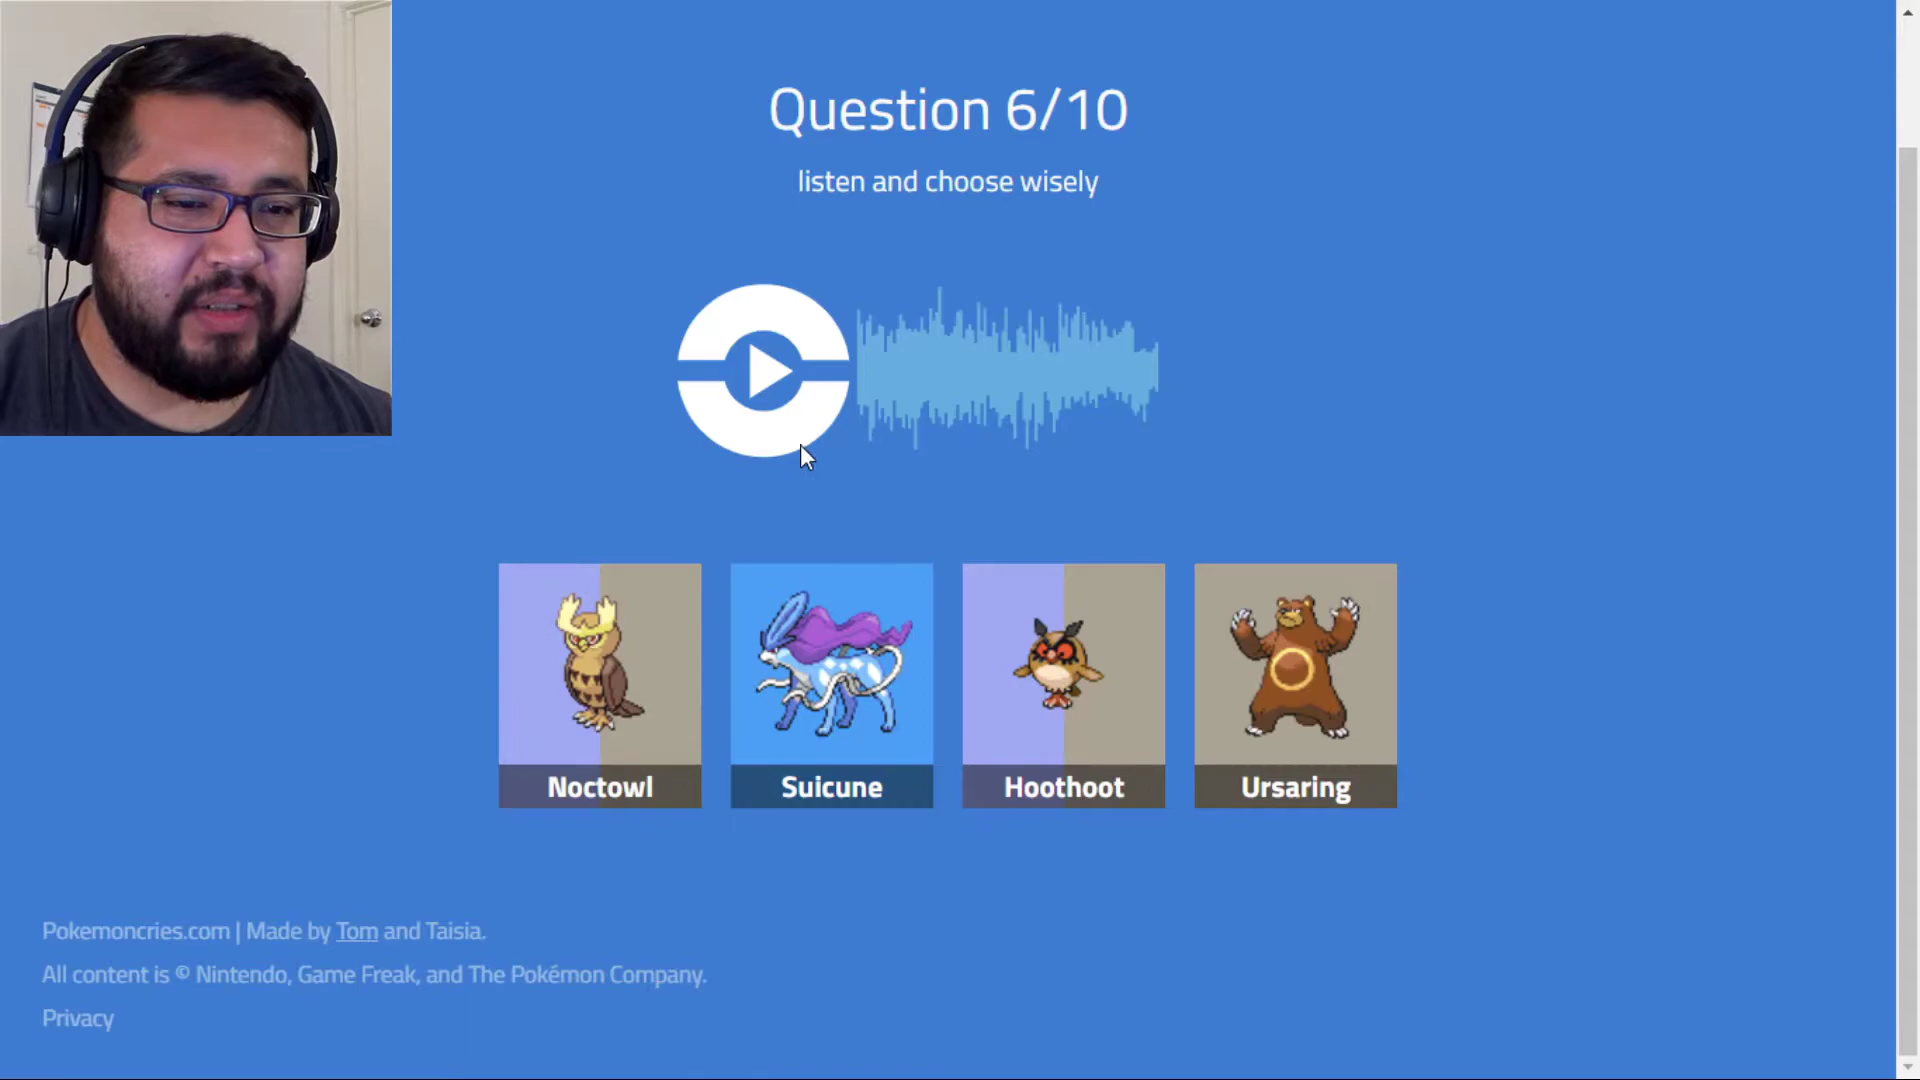 Question 6/10
listen and choose wisely
Noctowl
Suicune
Hoothoot
Ursaring
Pokemoncries.com | Made by Tom and Taisia.
All content is © Nintendo, Game Freak, and The Pokémon Company.
Privacy